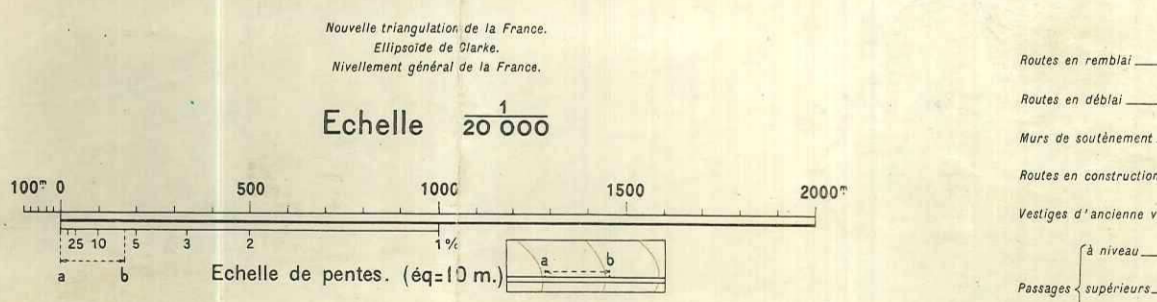 Nouvelle triangulation de la France.
Ellipsoïde de Clarke.
Nivellement général de la France.
Echelle 1/20 000
100m 0 500 1000 1500 2000m
25 10 5 3 2 1%
a b
Echelle de pentes. (éq=10 m.)
a b
Routes en remblai
Routes en déblai
Murs de soutènement
Routes en construction
Vestiges d'ancienne v
Passages
à niveau
supérieurs